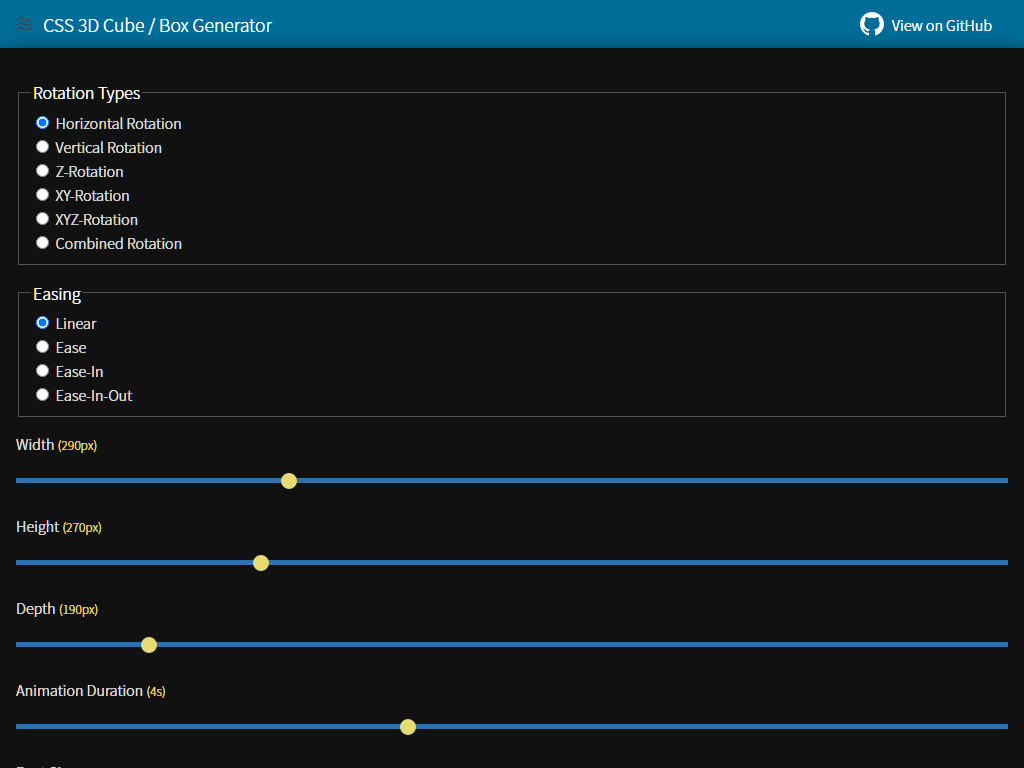 CSS 3D Cube / Box Generator
View on GitHub
Rotation Types
Horizontal Rotation
Vertical Rotation
Z-Rotation
XY-Rotation
XYZ-Rotation
Combined Rotation
Easing
Linear
Ease
Ease-In
Ease-In-Out
Width (290px)
Height (270px)
Depth (190px)
Animation Duration (4s)